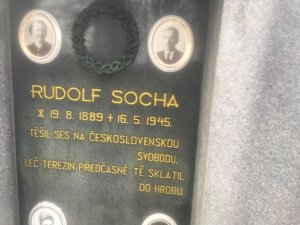 RUDOLF SOCHA
* 19. 8. 1889 + 16. 5. 1945.
TĚŠIL SES NA ČESKOSLOVENSKOU
SVOBODU,
LEČ TEREZIN PŘEDČASNĚ TĚ SKLÁTIL
DO HROBU.